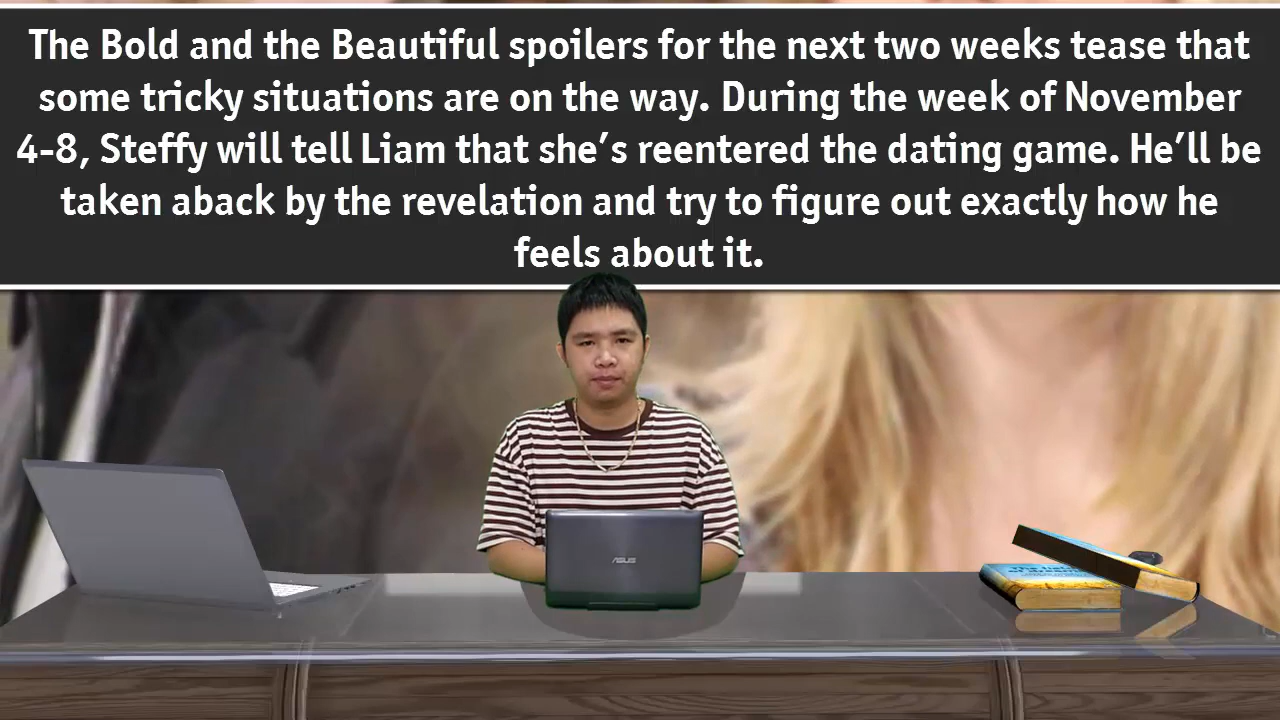 The Bold and the Beautiful spoilers for the next two weeks tease that
some tricky situations are on the way. During the week of November
4-8, Steffy will tell Liam that she’s reentered the dating game. He’ll be
taken aback by the revelation and try to figure out exactly how he
feels about it.
ASUS